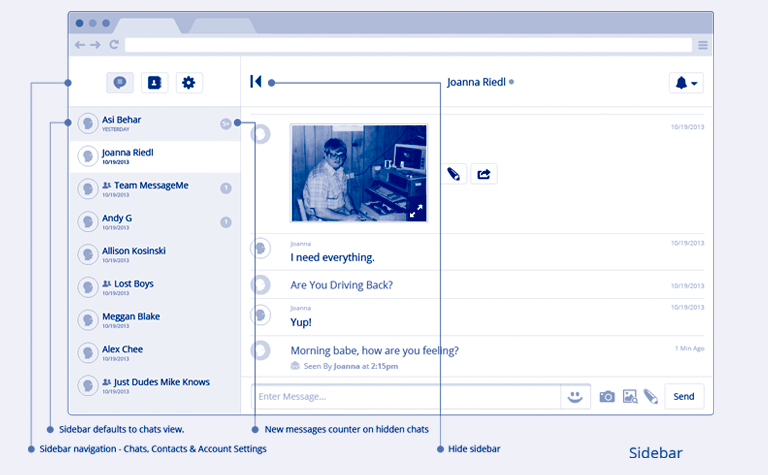 Joanna Riedl
Asi Behar
YESTERDAY
Joanna Riedl
10/19/2013
Team MessageMe
10/19/2013
Andy G
10/19/2013
Allison Kosinski
10/19/2013
Lost Boys
10/19/2013
Meggan Blake
10/19/2013
Alex Chee
10/19/2013
Just Dudes Mike Knows
10/19/2013
10/19/2013
Joanna
10/19/2013
I need everything.
Are You Driving Back?
10/19/2013
Joanna
10/19/2013
Yup!
Morning babe, how are you feeling?
1 Min Ago
Seen By Joanna at 2:15pm
Enter Message...
Send
Sidebar defaults to chats view.
New messages counter on hidden chats
Sidebar navigation - Chats, Contacts & Account Settings
Hide sidebar
Sidebar